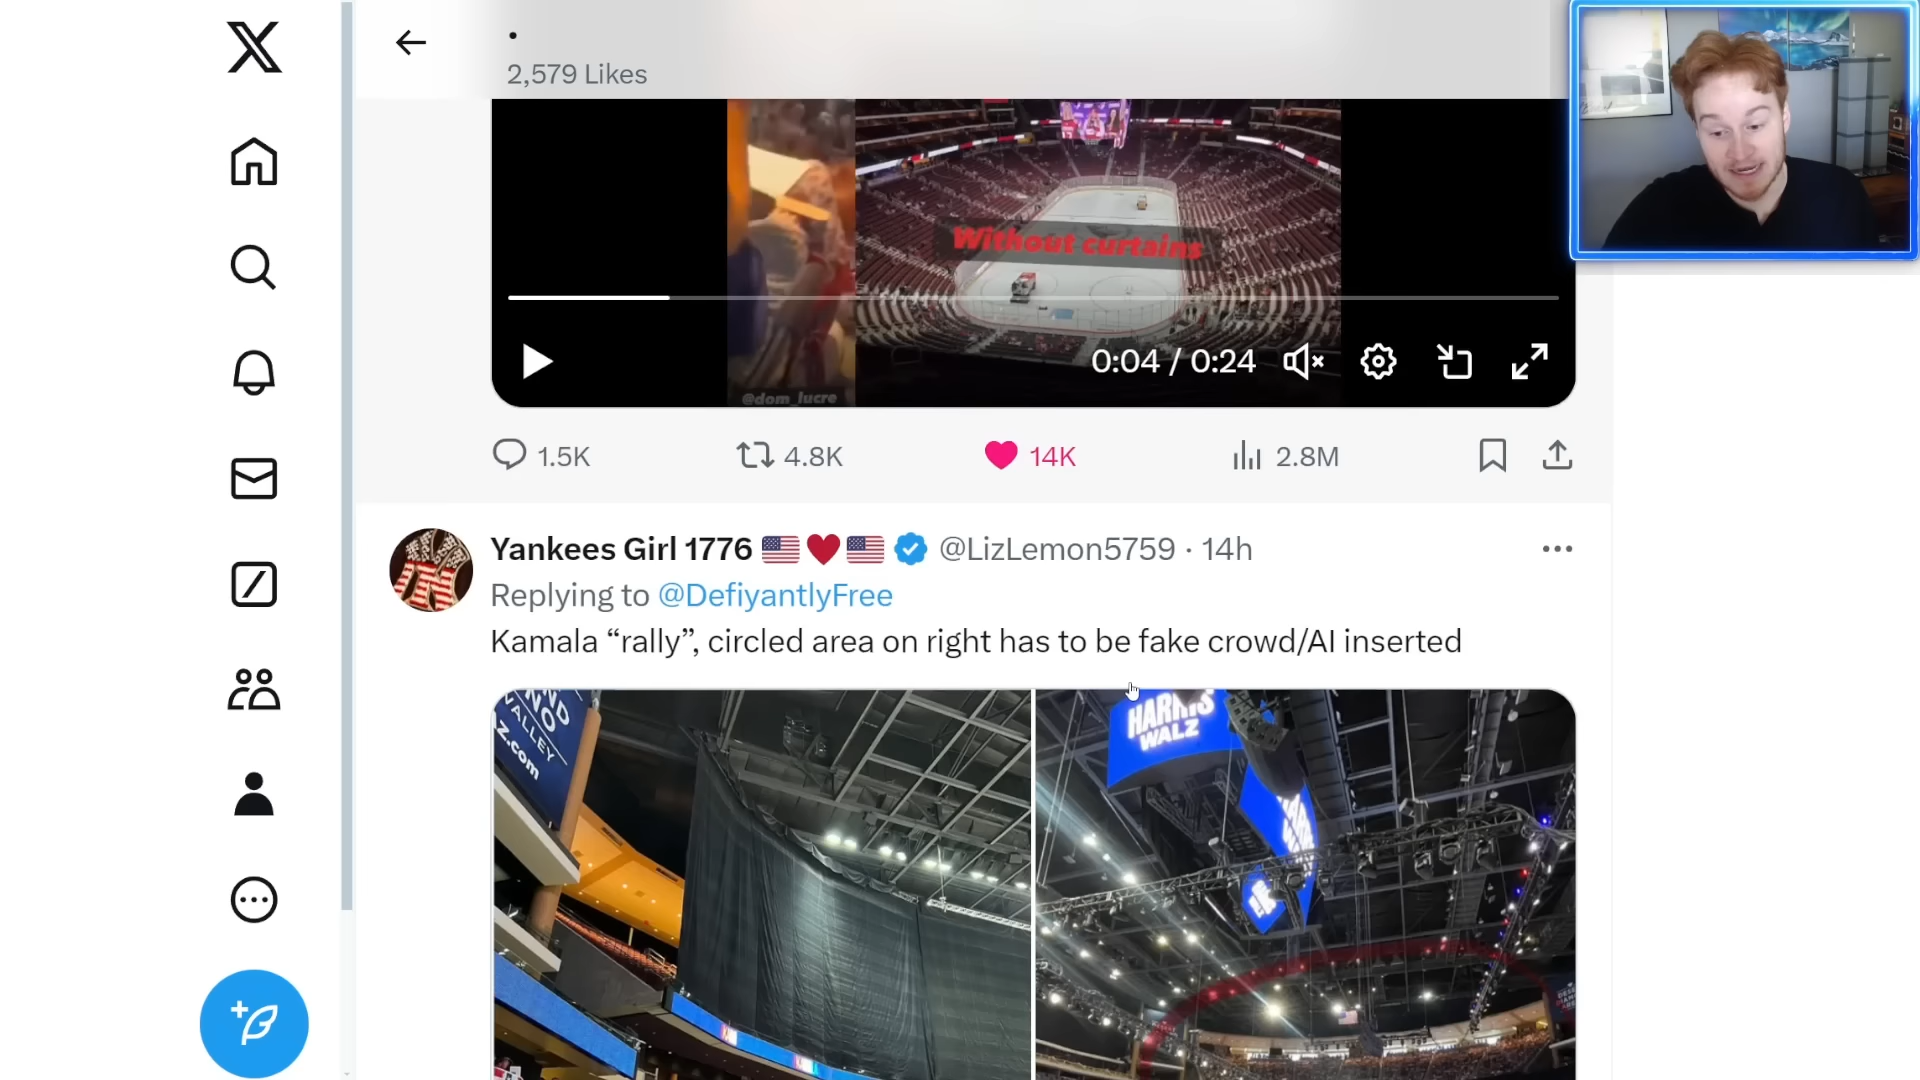 2,579 Likes
Without curtains
0:04 / 0:24
@dom_lucre
1.5K
4.8K
14K
2.8M
Yankees Girl 1776 @LizLemon5759 · 14h
Replying to @DefiyantlyFree
Kamala “rally”, circled area on right has to be fake crowd/AI inserted
VALLEY
Z.com
HARRIS
WALZ